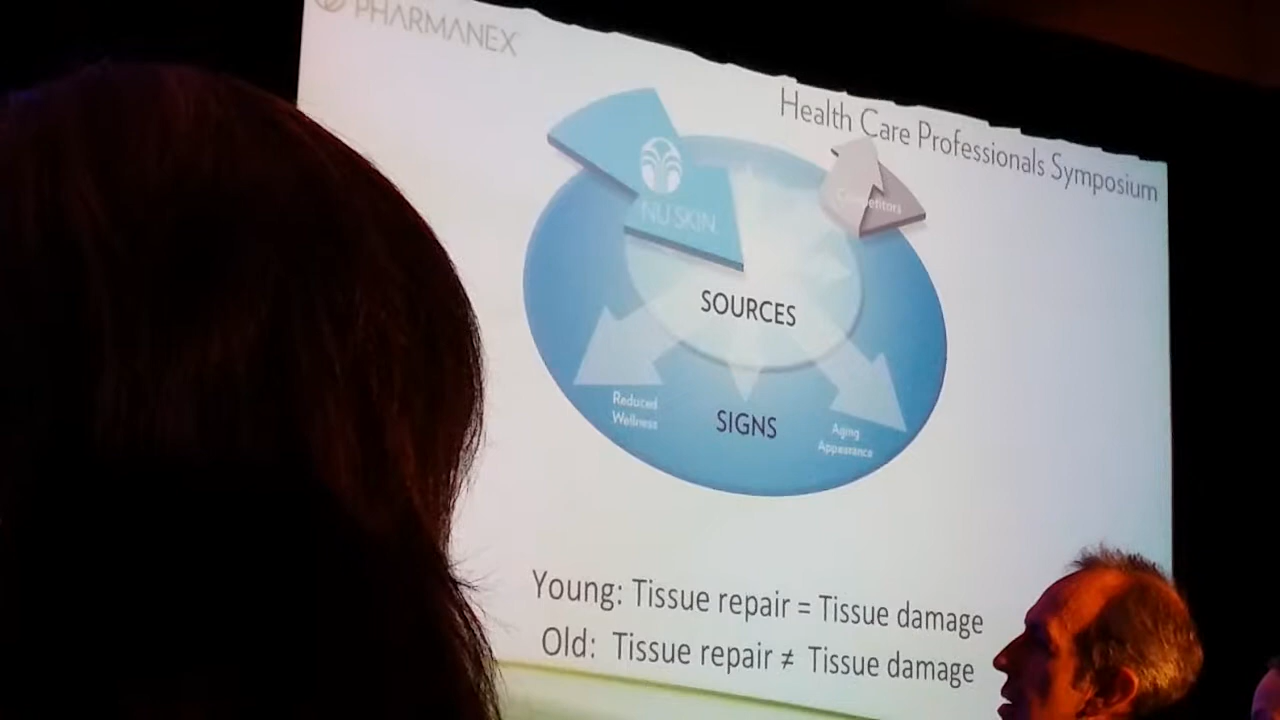 PHARMANEX
Health Care Professionals Symposium
NU SKIN
Competitors
SOURCES
Reduced
Wellness
SIGNS
Aging
Appearance
Young: Tissue repair = Tissue damage
Old: Tissue repair ≠ Tissue damage